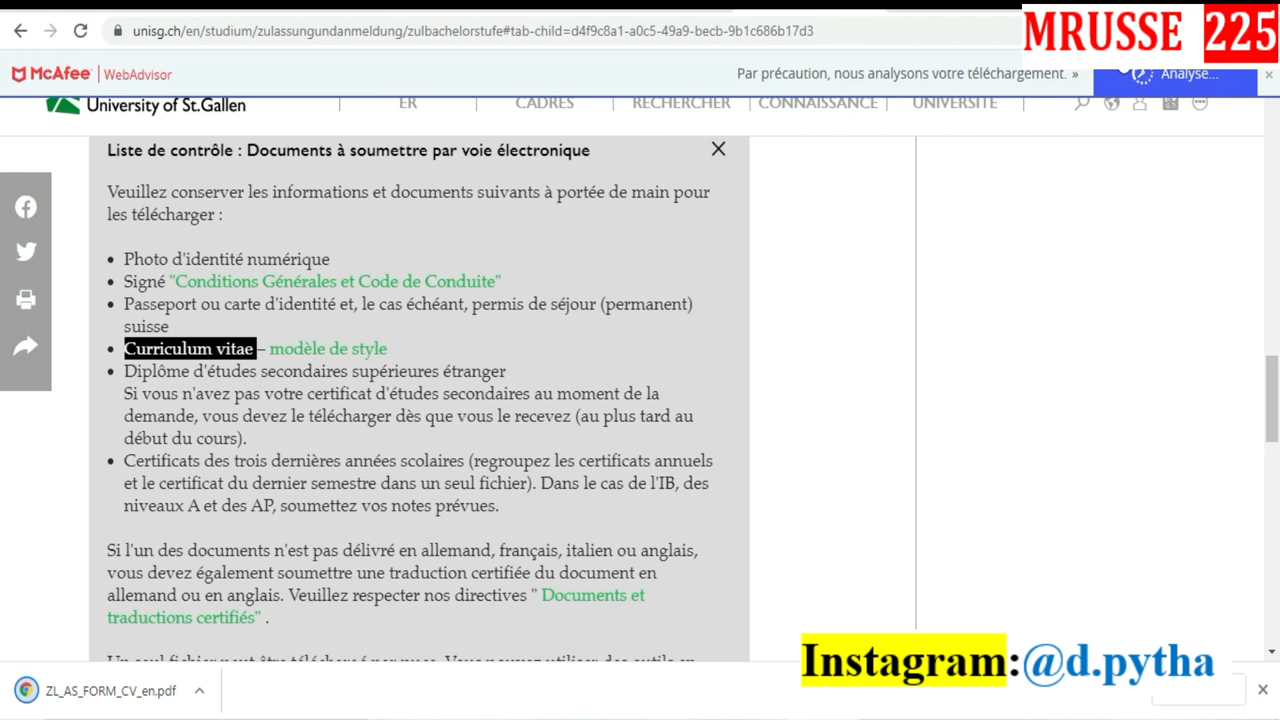 unisg.ch/en/studium/zulassungundanmeldung/zulbachelorstufe#tab-child=d4f9c8a1-a0c5-49a9-becb-9b1c686b17d3
MRUSSE 225
McAfee | WebAdvisor
Par précaution, nous analysons votre téléchargement. »
Analyse...
University of St.Gallen
ER
CADRES
RECHERCHER
CONNAISSANCE
UNIVERSITÉ
Liste de contrôle : Documents à soumettre par voie électronique
Veuillez conserver les informations et documents suivants à portée de main pour
les télécharger :
• Photo d'identité numérique
• Signé "Conditions Générales et Code de Conduite"
• Passeport ou carte d'identité et, le cas échéant, permis de séjour (permanent)
suisse
• Curriculum vitae – modèle de style
• Diplôme d'études secondaires supérieures étranger
Si vous n'avez pas votre certificat d'études secondaires au moment de la
demande, vous devez le télécharger dès que vous le recevez (au plus tard au
début du cours).
• Certificats des trois dernières années scolaires (regroupez les certificats annuels
et le certificat du dernier semestre dans un seul fichier). Dans le cas de l'IB, des
niveaux A et des AP, soumettez vos notes prévues.
Si l'un des documents n'est pas délivré en allemand, français, italien ou anglais,
vous devez également soumettre une traduction certifiée du document en
allemand ou en anglais. Veuillez respecter nos directives " Documents et
traductions certifiés" .
Instagram:@d.pytha
ZL_AS_FORM_CV_en.pdf